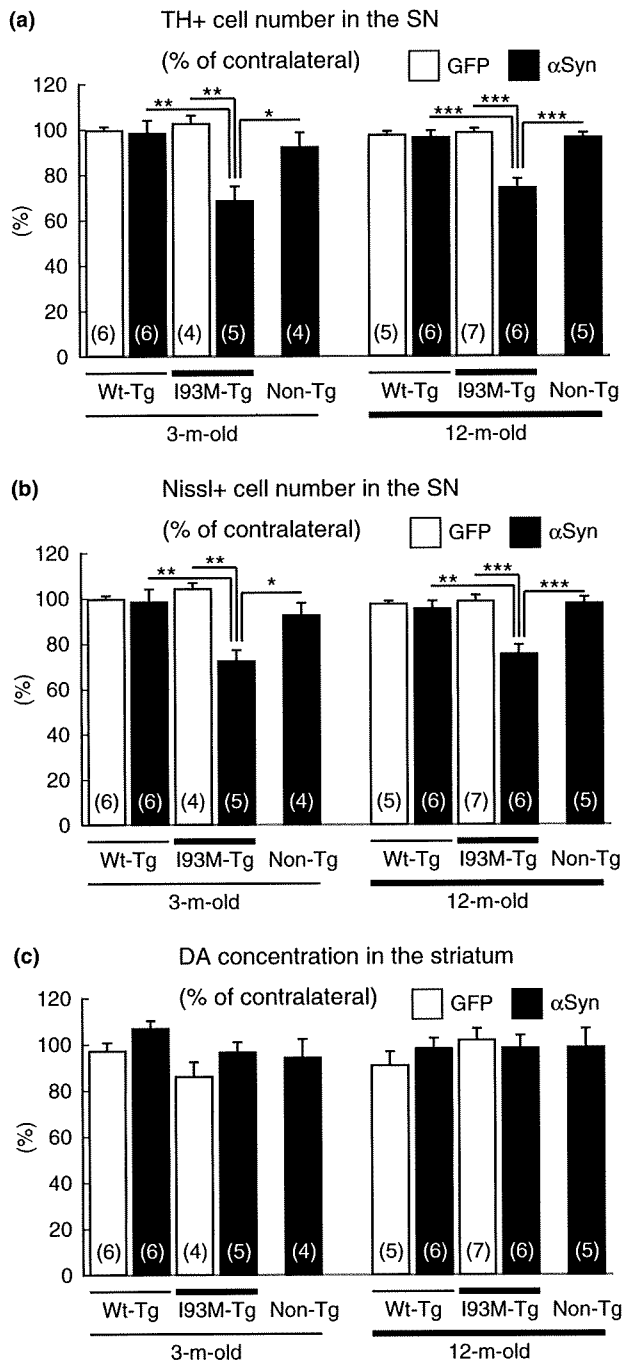 (a) TH+ cell number in the SN
(% of contralateral) GFP αSyn
120
100
80
60
40
20
0
(%)
** ** * *** *** ***
(6) (6) (4) (5) (4) (5) (6) (7) (6) (5)
Wt-Tg I93M-Tg Non-Tg Wt-Tg I93M-Tg Non-Tg
3-m-old 12-m-old
(b) Nissl+ cell number in the SN
(% of contralateral) GFP αSyn
120
100
80
60
40
20
0
(%)
** ** * ** *** ***
(6) (6) (4) (5) (4) (5) (6) (7) (6) (5)
Wt-Tg I93M-Tg Non-Tg Wt-Tg I93M-Tg Non-Tg
3-m-old 12-m-old
(c) DA concentration in the striatum
(% of contralateral) GFP αSyn
120
100
80
60
40
20
0
(%)
(6) (6) (4) (5) (4) (5) (6) (7) (6) (5)
Wt-Tg I93M-Tg Non-Tg Wt-Tg I93M-Tg Non-Tg
3-m-old 12-m-old